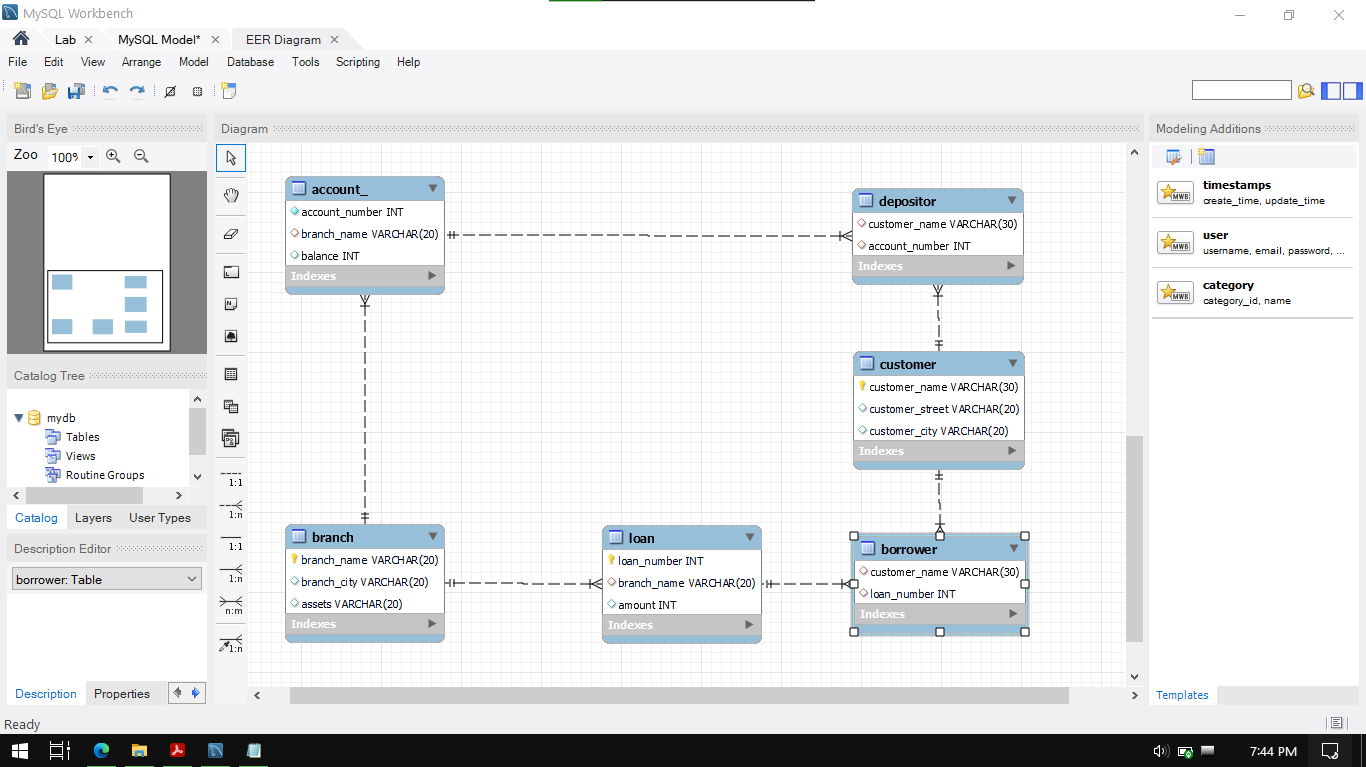 MySQL Workbench
Lab
MySQL Model*
EER Diagram
File Edit View Arrange Model Database Tools Scripting Help
Bird's Eye
Zoo 100%
Catalog Tree
mydb
Tables
Views
Routine Groups
Catalog Layers User Types
Description Editor
borrower: Table
Description Properties
Diagram
1:1
1:n
1:1
1:n
n:m
1:n
account_
account_number INT
branch_name VARCHAR(20)
balance INT
Indexes
depositor
customer_name VARCHAR(30)
account_number INT
Indexes
customer
customer_name VARCHAR(30)
customer_street VARCHAR(20)
customer_city VARCHAR(20)
Indexes
branch
branch_name VARCHAR(20)
branch_city VARCHAR(20)
assets VARCHAR(20)
Indexes
loan
loan_number INT
branch_name VARCHAR(20)
amount INT
Indexes
borrower
customer_name VARCHAR(30)
loan_number INT
Indexes
Modeling Additions
MWB
timestamps
create_time, update_time
MWB
user
username, email, password, ...
MWB
category
category_id, name
Templates
Ready
7:44 PM